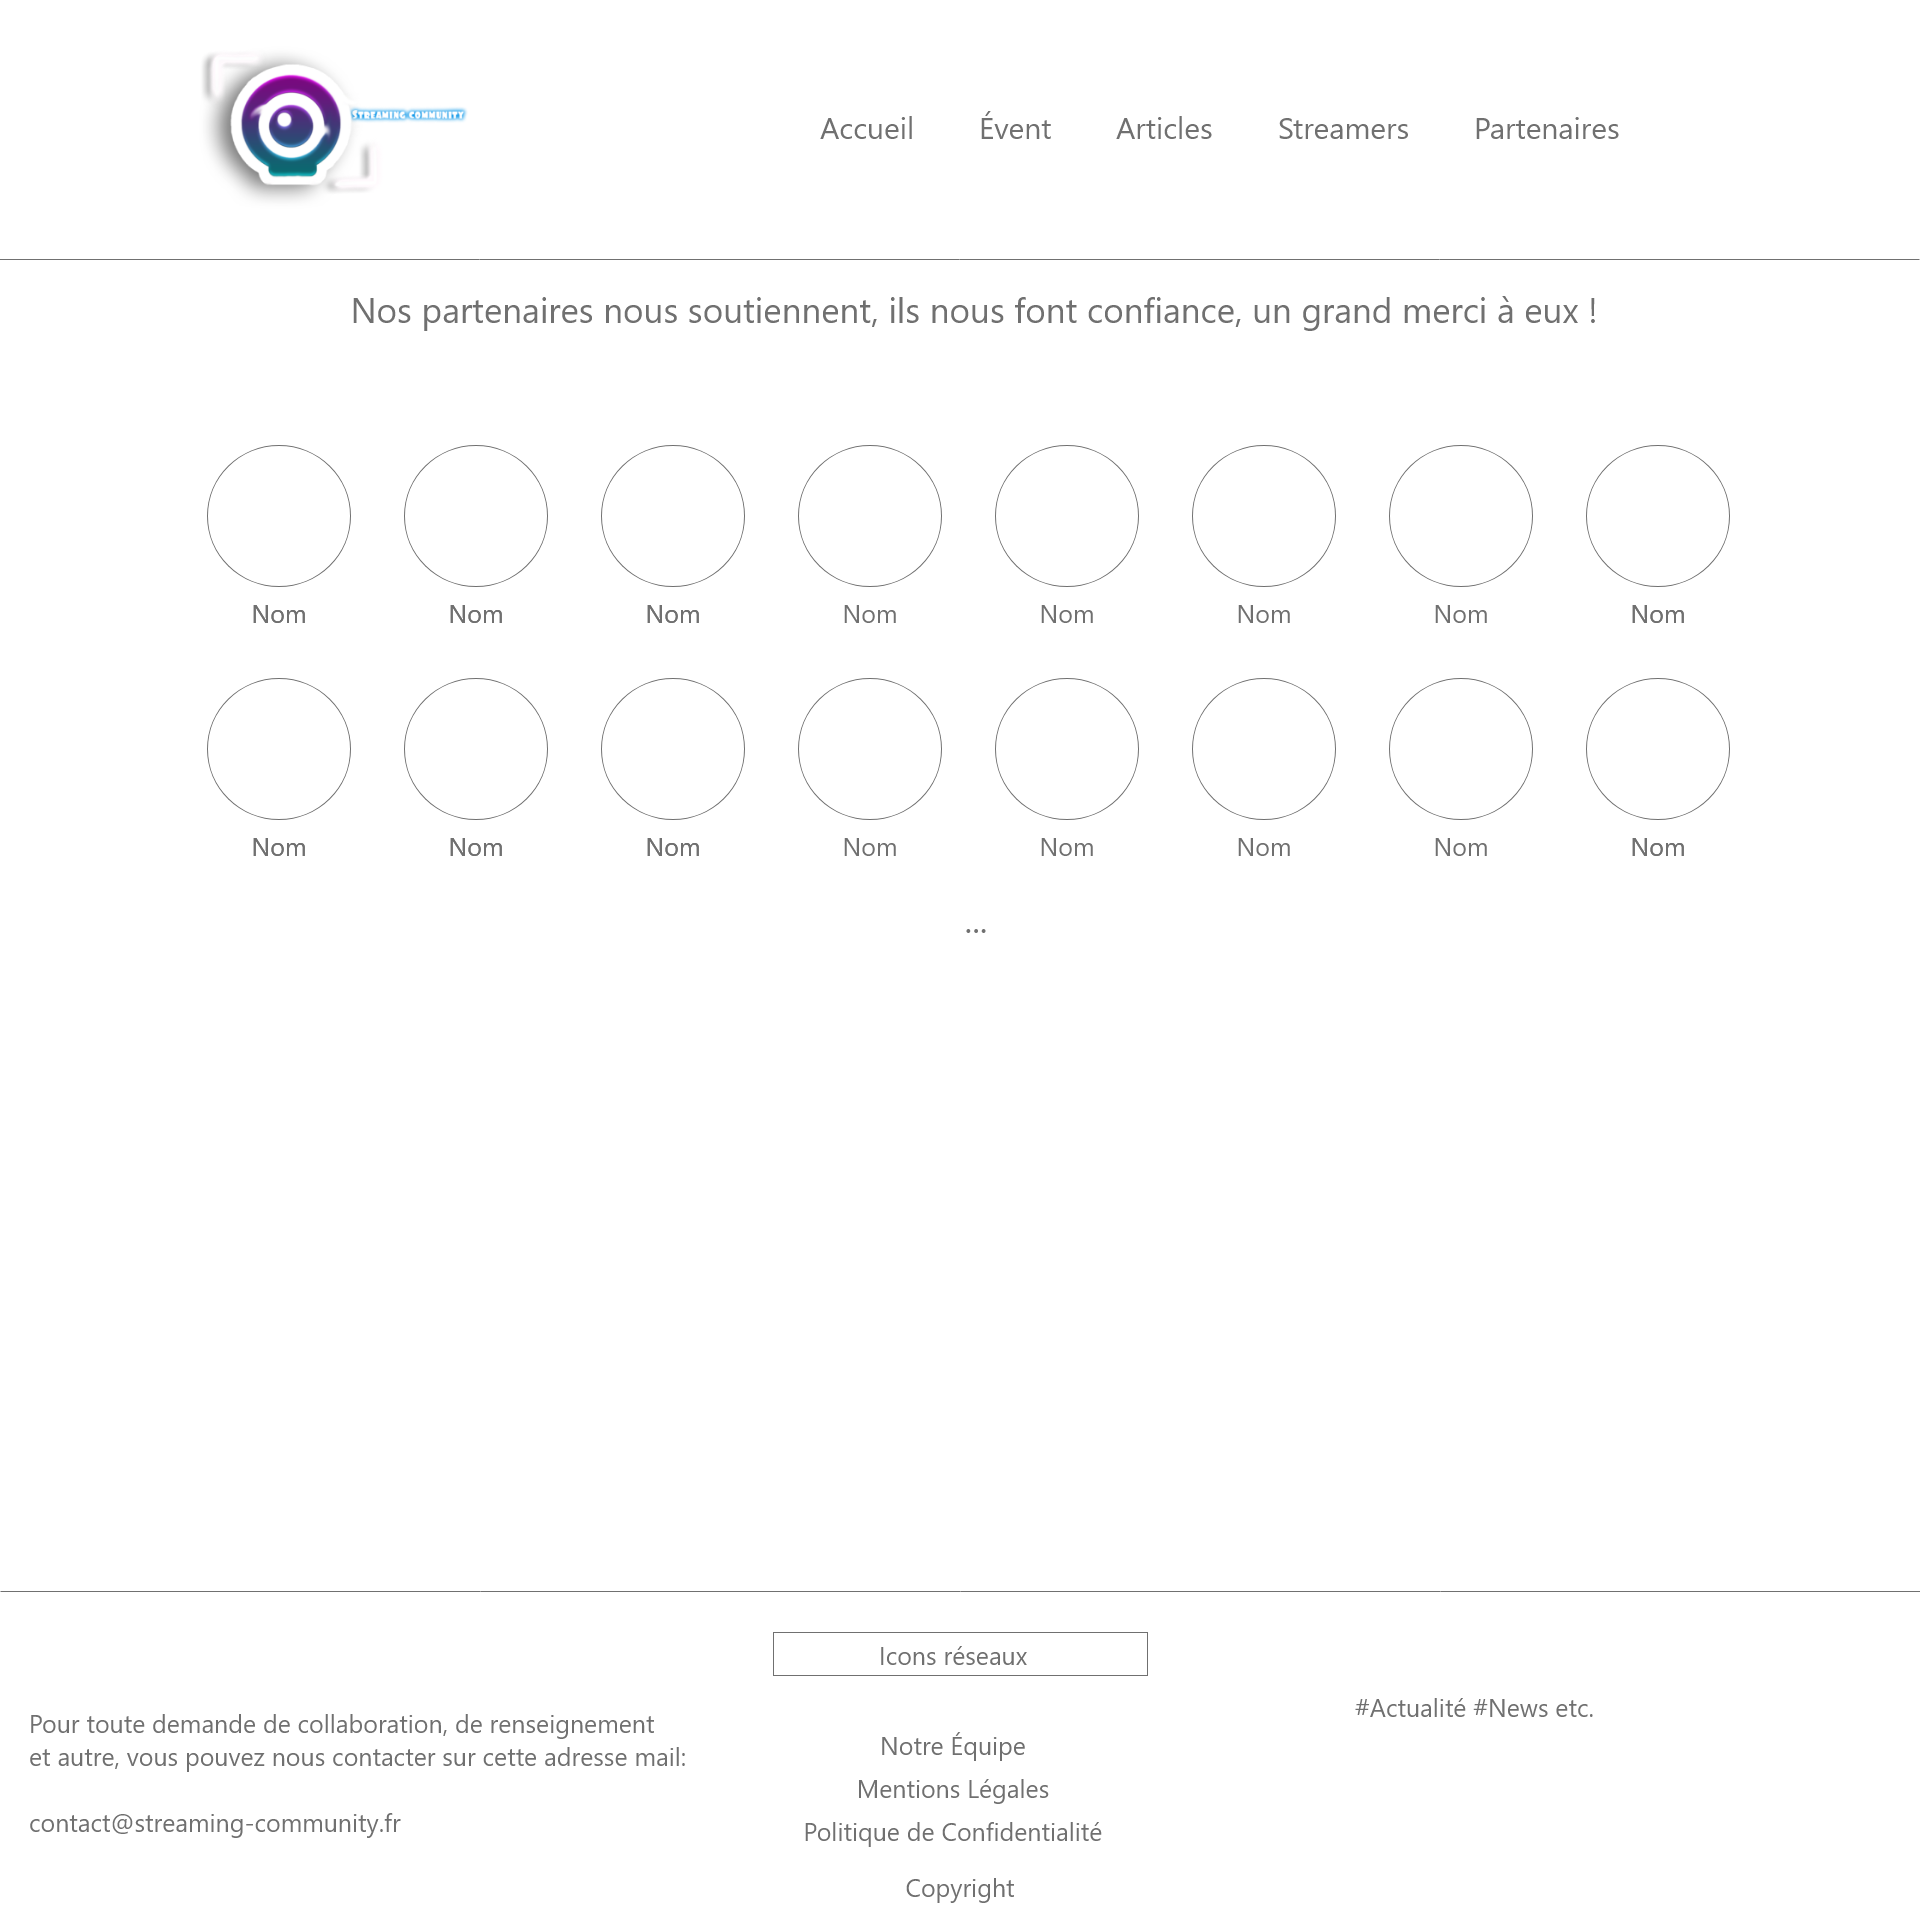 STREAMING COMMUNITY
Accueil Évent Articles Streamers Partenaires
Nos partenaires nous soutiennent, ils nous font confiance, un grand merci à eux !
Nom Nom Nom Nom Nom Nom Nom Nom
Nom Nom Nom Nom Nom Nom Nom Nom
...
Pour toute demande de collaboration, de renseignement
et autre, vous pouvez nous contacter sur cette adresse mail:
contact@streaming-community.fr
Icons réseaux
Notre Équipe
Mentions Légales
Politique de Confidentialité
Copyright
#Actualité #News etc.